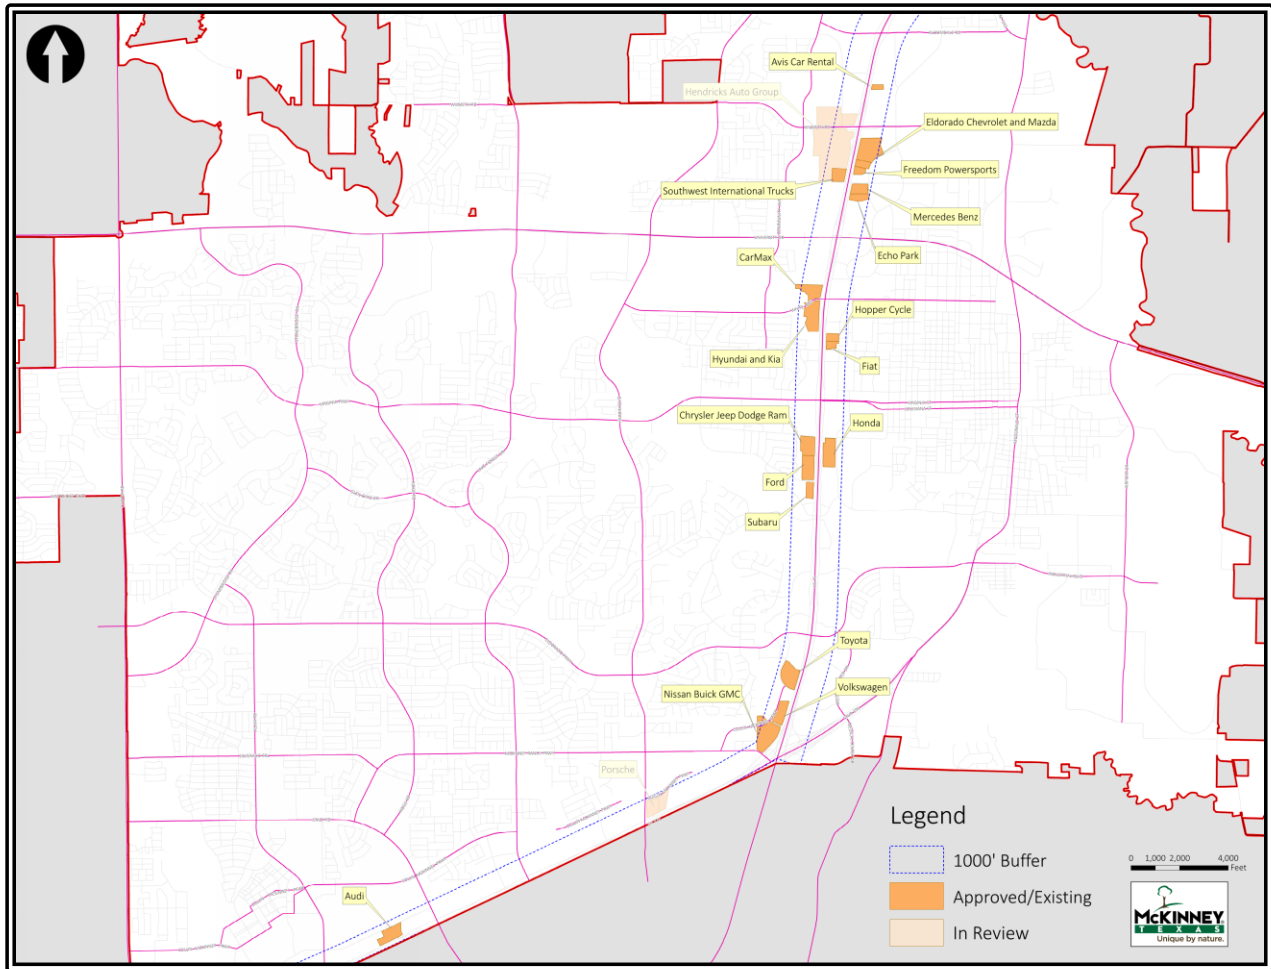 Avis Car Rental
Hendricks Auto Group
Eldorado Chevrolet and Mazda
Freedom Powersports
Southwest International Trucks
Mercedes Benz
Echo Park
CarMax
Hopper Cycle
Hyundai and Kia
Fiat
Chrysler Jeep Dodge Ram
Honda
Ford
Subaru
Toyota
Volkswagen
Nissan Buick GMC
Porsche
Audi
Legend
1000' Buffer
Approved/Existing
In Review
0 1,000 2,000 4,000
Feet
McKINNEY
TEXAS
Unique by nature.